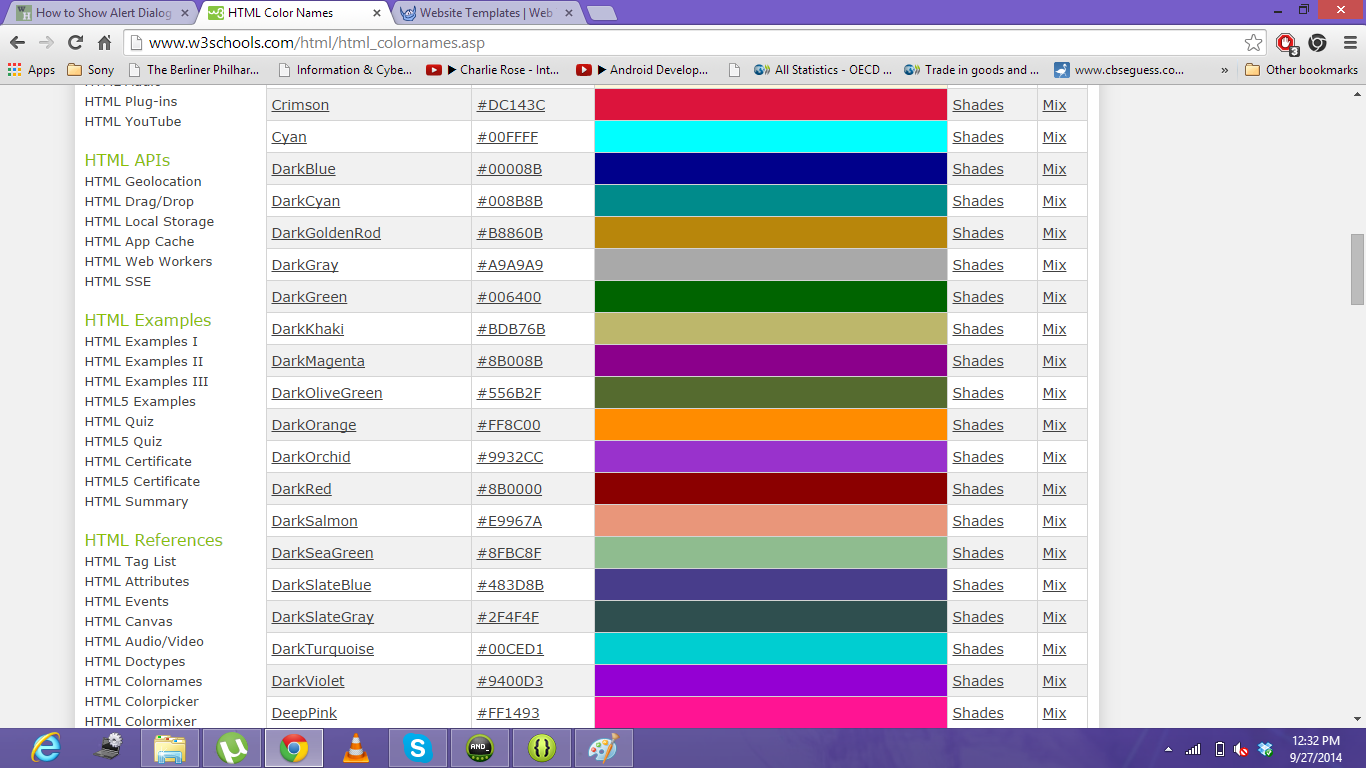 How to Show Alert Dialog
HTML Color Names
Website Templates | Web
www.w3schools.com/html/html_colornames.asp
3
Apps
Sony
The Berliner Philhar...
Information & Cybe...
▶ Charlie Rose - Int...
▶ Android Develop...
All Statistics - OECD ...
Trade in goods and ...
www.cbseguess.co...
»
Other bookmarks
HTML Plug-ins
HTML YouTube
HTML APIs
HTML Geolocation
HTML Drag/Drop
HTML Local Storage
HTML App Cache
HTML Web Workers
HTML SSE
HTML Examples
HTML Examples I
HTML Examples II
HTML Examples III
HTML5 Examples
HTML Quiz
HTML5 Quiz
HTML Certificate
HTML5 Certificate
HTML Summary
HTML References
HTML Tag List
HTML Attributes
HTML Events
HTML Canvas
HTML Audio/Video
HTML Doctypes
HTML Colornames
HTML Colorpicker
HTML Colormixer
Crimson #DC143C Shades Mix
Cyan #00FFFF Shades Mix
DarkBlue #00008B Shades Mix
DarkCyan #008B8B Shades Mix
DarkGoldenRod #B8860B Shades Mix
DarkGray #A9A9A9 Shades Mix
DarkGreen #006400 Shades Mix
DarkKhaki #BDB76B Shades Mix
DarkMagenta #8B008B Shades Mix
DarkOliveGreen #556B2F Shades Mix
DarkOrange #FF8C00 Shades Mix
DarkOrchid #9932CC Shades Mix
DarkRed #8B0000 Shades Mix
DarkSalmon #E9967A Shades Mix
DarkSeaGreen #8FBC8F Shades Mix
DarkSlateBlue #483D8B Shades Mix
DarkSlateGray #2F4F4F Shades Mix
DarkTurquoise #00CED1 Shades Mix
DarkViolet #9400D3 Shades Mix
DeepPink #FF1493 Shades Mix
AND_
12:32 PM
9/27/2014